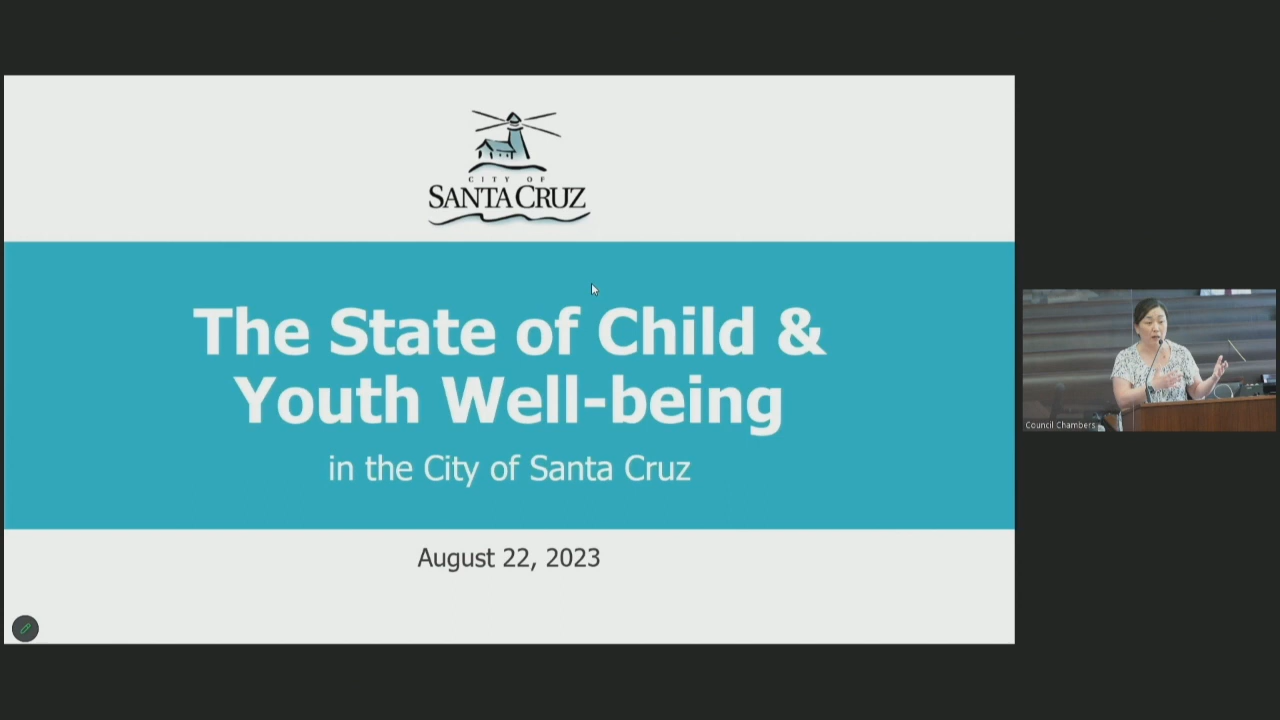 CITY OF
SANTA CRUZ
The State of Child &
Youth Well-being
in the City of Santa Cruz
August 22, 2023
Council Chambers